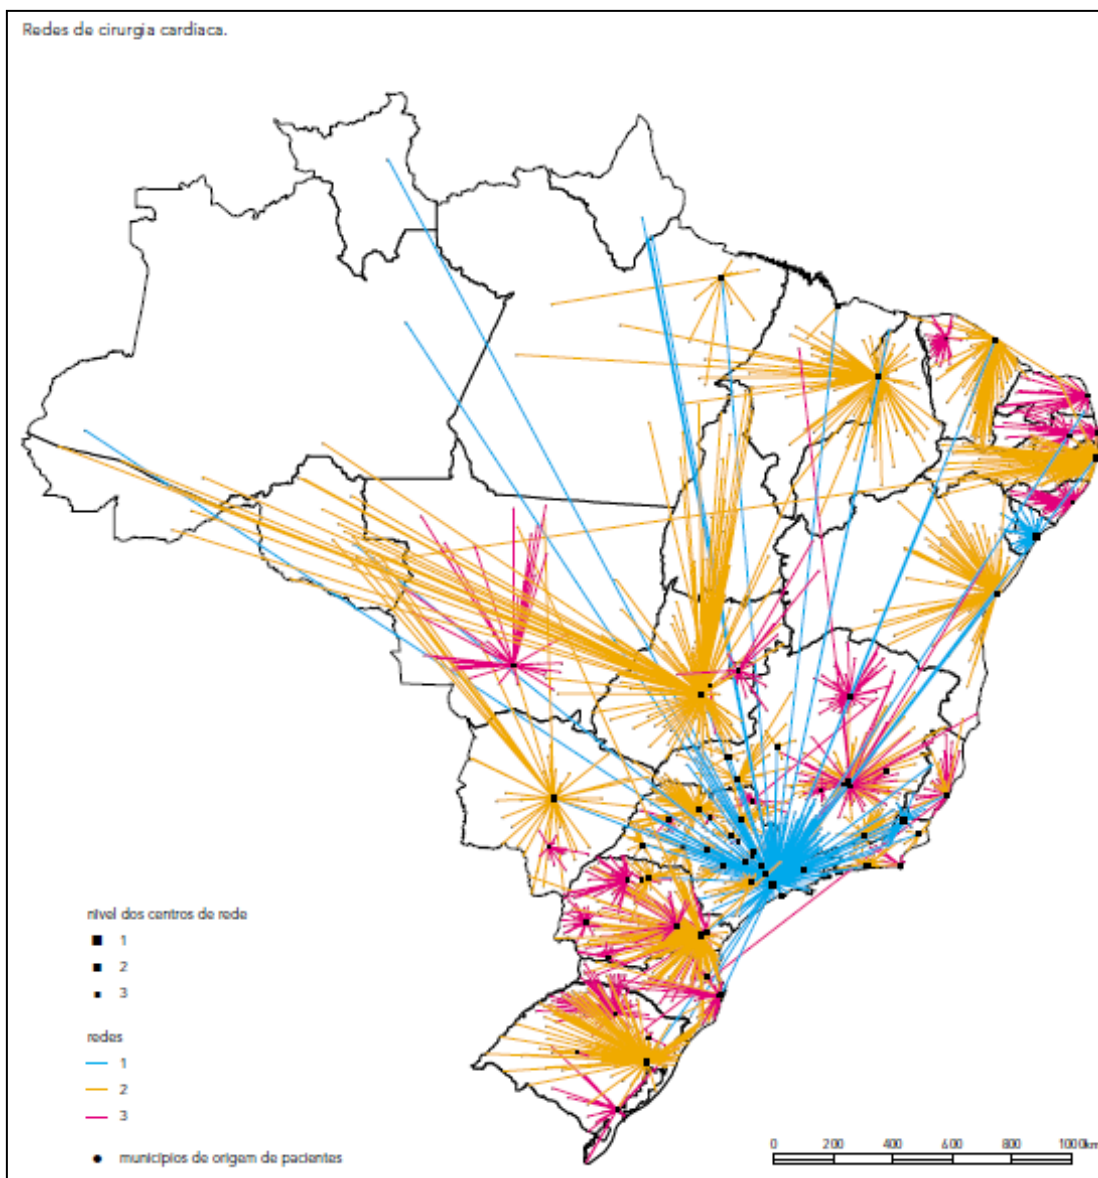 Redes de cirurgia cardíaca.
nível dos centros de rede
1
2
3
redes
1
2
3
municípios de origem de pacientes
0 200 400 600 800 1000km